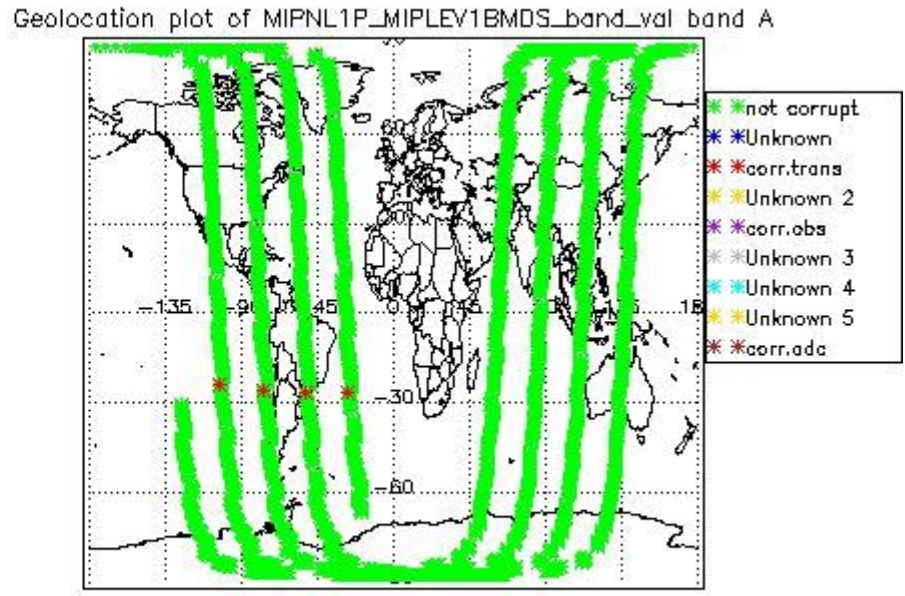 Geolocation plot of MIPNL1P_MIPLEV1BMDS_band_val band A
not corrupt
Unknown
corr.trans
Unknown 2
corr.obs
Unknown 3
Unknown 4
Unknown 5
corr.adc
60
-135
-90
45
0
-30
-60